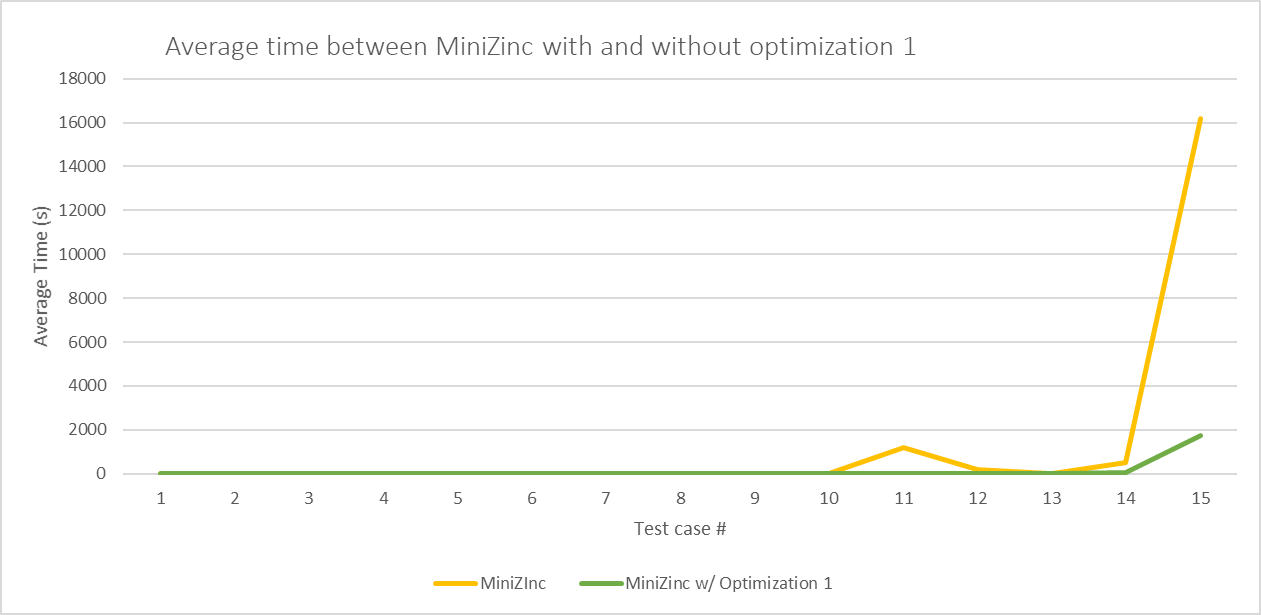 Average time between MiniZinc with and without optimization 1
18000
16000
14000
12000
10000
8000
6000
4000
2000
0
Average Time (s)
1 2 3 4 5 6 7 8 9 10 11 12 13 14 15
Test case #
MiniZInc MiniZinc w/ Optimization 1